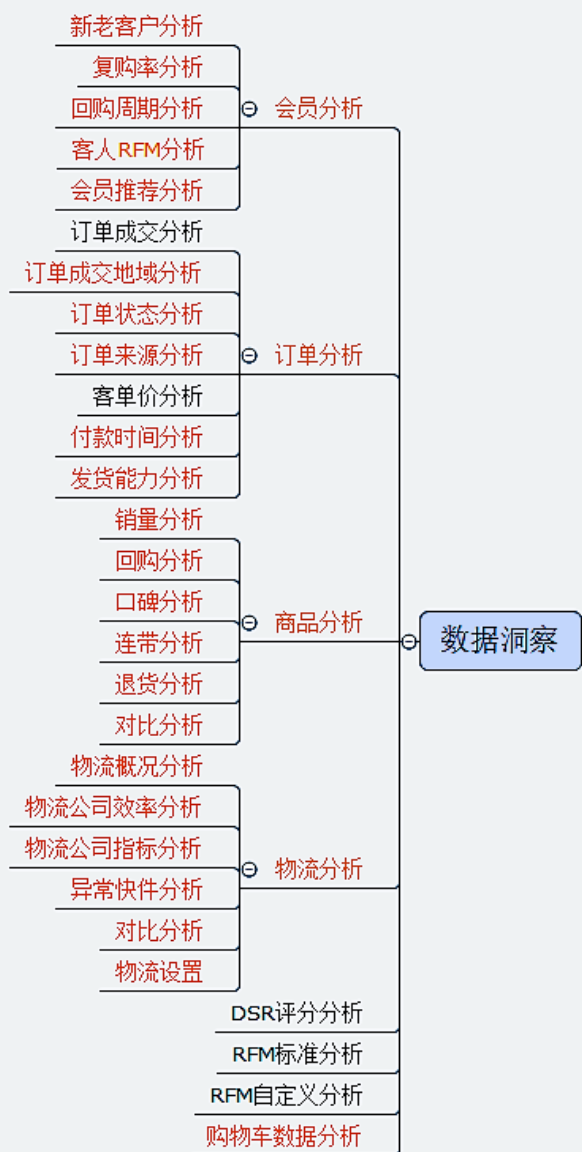 新老客户分析
复购率分析
回购周期分析
会员分析
客人RFM分析
会员推荐分析
订单成交分析
订单成交地域分析
订单状态分析
订单来源分析
订单分析
客单价分析
付款时间分析
发货能力分析
销量分析
回购分析
口碑分析
商品分析
连带分析
数据洞察
退货分析
对比分析
物流概况分析
物流公司效率分析
物流公司指标分析
物流分析
异常快件分析
对比分析
物流设置
DSR评分分析
RFM标准分析
RFM自定义分析
购物车数据分析